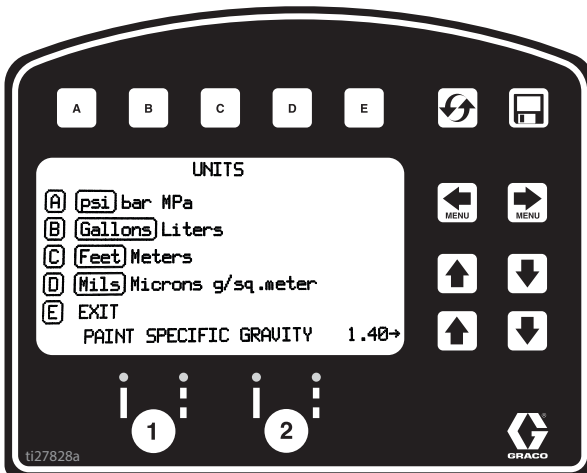 A B C D E
UNITS
A psi bar MPa
MENU MENU
B Gallons Liters
C Feet Meters
D Mils Microns g/sq.meter
E EXIT
PAINT SPECIFIC GRAVITY 1.40→
1 2
ti27828a
G
GRACO